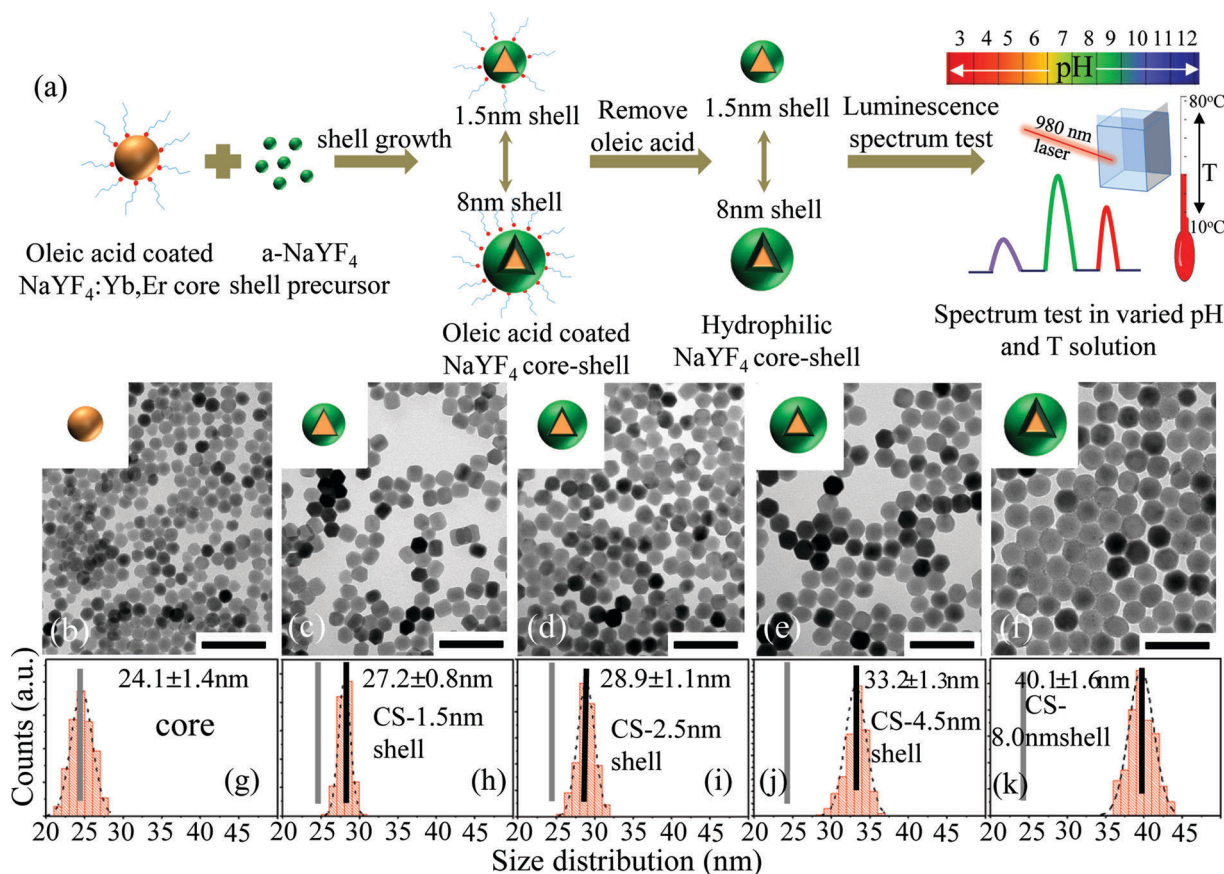 (a)
Oleic acid coated
NaYF4:Yb,Er core
a-NaYF4
shell precursor
shell growth
1.5nm shell
8nm shell
Oleic acid coated
NaYF4 core-shell
Remove
oleic acid
1.5nm shell
8nm shell
Hydrophilic
NaYF4 core-shell
Luminescence
spectrum test
3 4 5 6 7 8 9 10 11 12
pH
980 nm
laser
80°C
T
10°C
Spectrum test in varied pH
and T solution
(b)
(c)
(d)
(e)
(f)
Counts (a.u.)
24.1±1.4nm
core
(g)
27.2±0.8nm
CS-1.5nm
shell
(h)
28.9±1.1nm
CS-2.5nm
shell
(i)
33.2±1.3nm
CS-4.5nm
shell
(j)
40.1±1.6nm
CS-
8.0nmshell
(k)
20 25 30 35 40 45
20 25 30 35 40 45
20 25 30 35 40 45
20 25 30 35 40 45
20 25 30 35 40 45
Size distribution (nm)